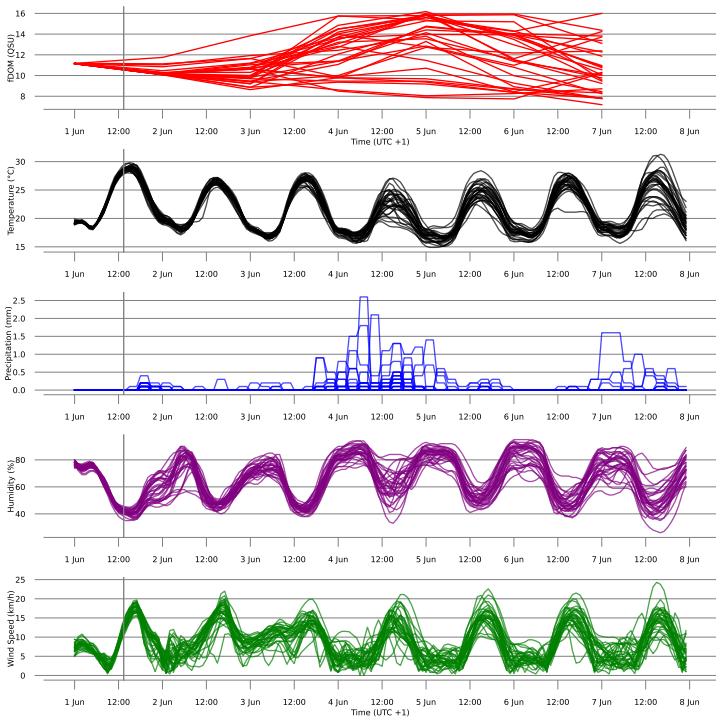 16
14
12
10
8
fDOM (QSU)
1 Jun 12:00 2 Jun 12:00 3 Jun 12:00 4 Jun 12:00 5 Jun 12:00 6 Jun 12:00 7 Jun 12:00 8 Jun
Time (UTC +1)
30
25
20
15
Temperature (°C)
1 Jun 12:00 2 Jun 12:00 3 Jun 12:00 4 Jun 12:00 5 Jun 12:00 6 Jun 12:00 7 Jun 12:00 8 Jun
2.5
2.0
1.5
1.0
0.5
0.0
Precipitation (mm)
1 Jun 12:00 2 Jun 12:00 3 Jun 12:00 4 Jun 12:00 5 Jun 12:00 6 Jun 12:00 7 Jun 12:00 8 Jun
80
60
40
Humidity (%)
1 Jun 12:00 2 Jun 12:00 3 Jun 12:00 4 Jun 12:00 5 Jun 12:00 6 Jun 12:00 7 Jun 12:00 8 Jun
25
20
15
10
5
0
Wind Speed (km/h)
1 Jun 12:00 2 Jun 12:00 3 Jun 12:00 4 Jun 12:00 5 Jun 12:00 6 Jun 12:00 7 Jun 12:00 8 Jun
Time (UTC +1)